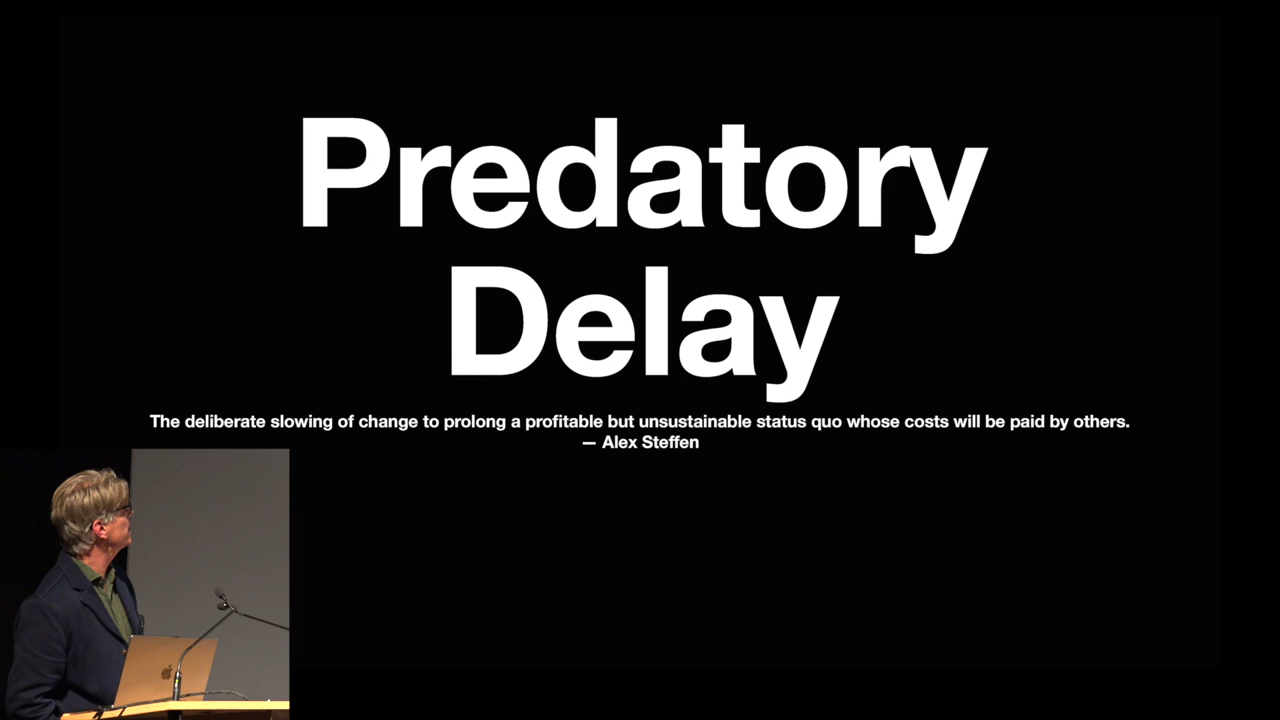 Predatory
Delay
The deliberate slowing of change to prolong a profitable but unsustainable status quo whose costs will be paid by others.
— Alex Steffen